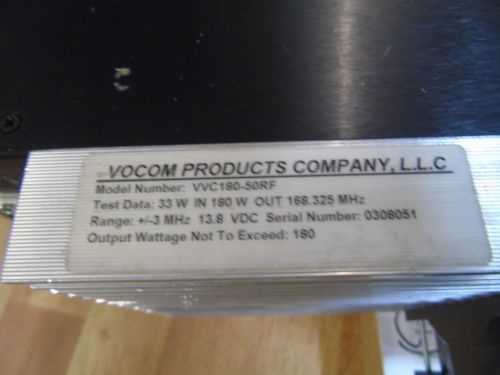 VOCOM PRODUCTS COMPANY, L.L.C
Model Number: VVC180-50RF
Test Data: 33 W IN 180 W OUT 168.325 MHz
Range: +/-3 MHz 13.8 VDC Serial Number: 0308051
Output Wattage Not To Exceed: 180